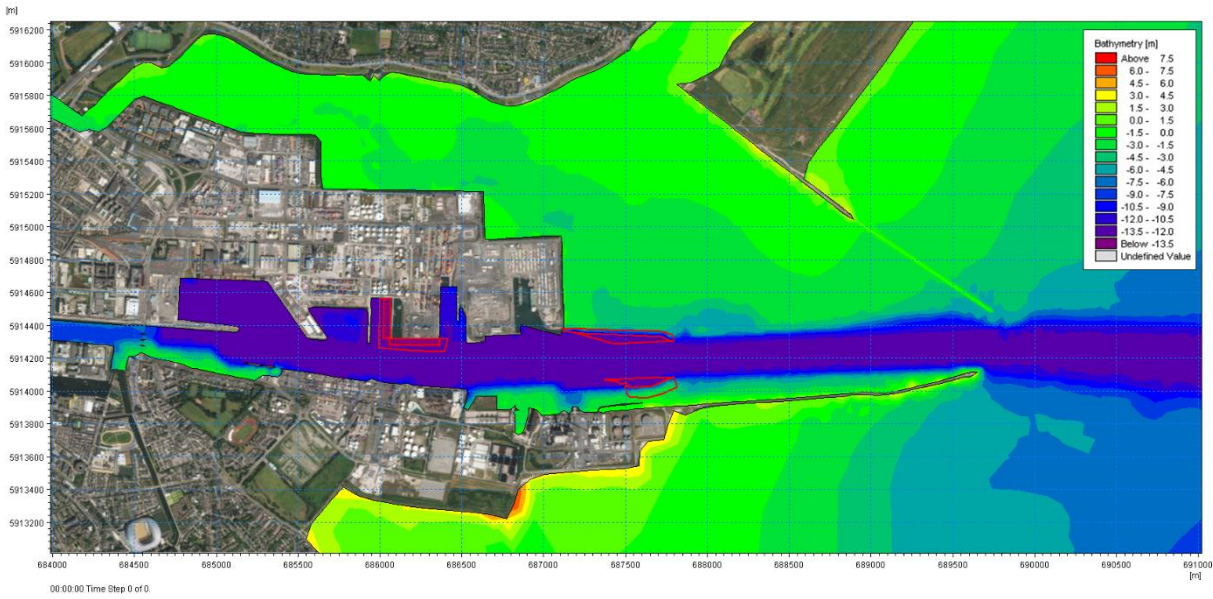 [m]
5916200
5916000
5915800
5915600
5915400
5915200
5915000
5914800
5914600
5914400
5914200
5914000
5913800
5913600
5913400
5913200
Bathymetry [m]
Above 7.5
6.0 - 7.5
4.5 - 6.0
3.0 - 4.5
1.5 - 3.0
0.0 - 1.5
-1.5 - 0.0
-3.0 - -1.5
-4.5 - -3.0
-6.0 - -4.5
-7.5 - -6.0
-9.0 - -7.5
-10.5 - -9.0
-12.0 - -10.5
-13.5 - -12.0
Below -13.5
Undefined Value
684000 684500 685000 685500 686000 686500 687000 687500 688000 688500 689000 689500 690000 690500 691000
[m]
00:00:00 Time Step 0 of 0.